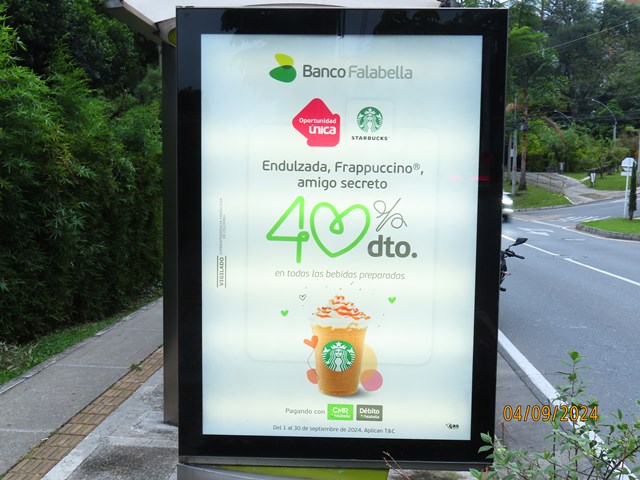 Banco Falabella
Oportunidad
única
STARBUCKS®
Endulzada, Frappuccino®,
amigo secreto
40% dto.
en todas las bebidas preparadas
Pagando con CMR Débito
Del 1 al 30 de septiembre de 2024. Aplican T&C
VIGILADO
04/09/2024